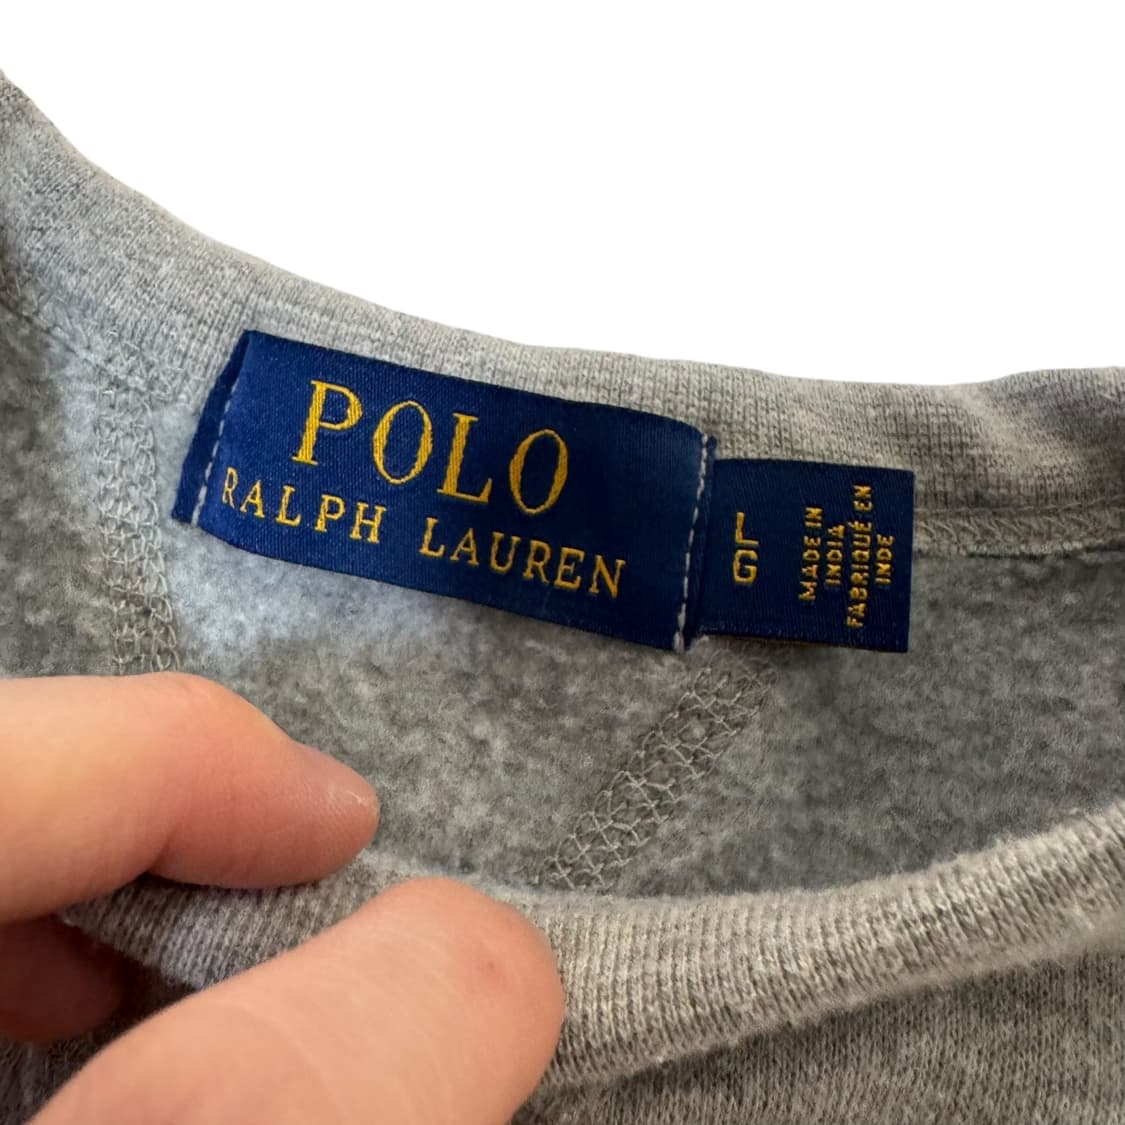 POLO
RALPH LAUREN
L
G
MADE IN
INDIA
FABRIQUÉ EN
INDE